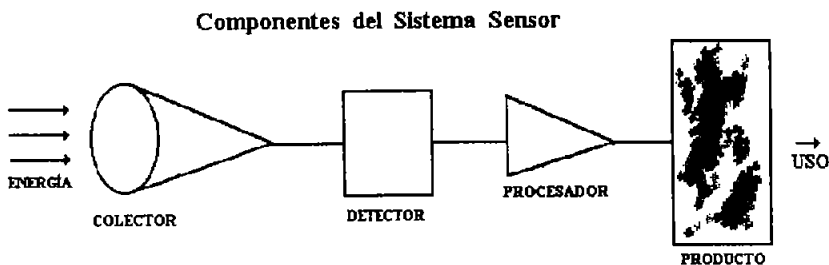 Componentes del Sistema Sensor
ENERGÍA
COLECTOR
DETECTOR
PROCESADOR
PRODUCTO
USO